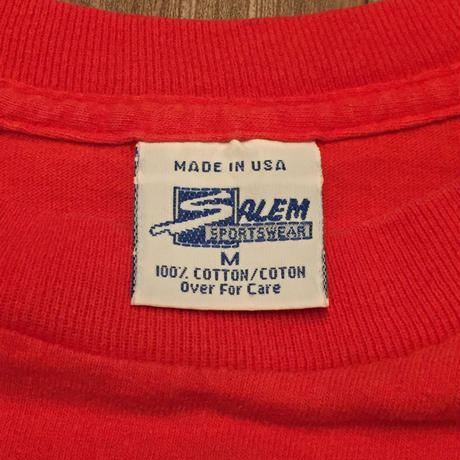 MADE IN USA
SALEM
SPORTSWEAR
M
100% COTTON/COTON
Over For Care